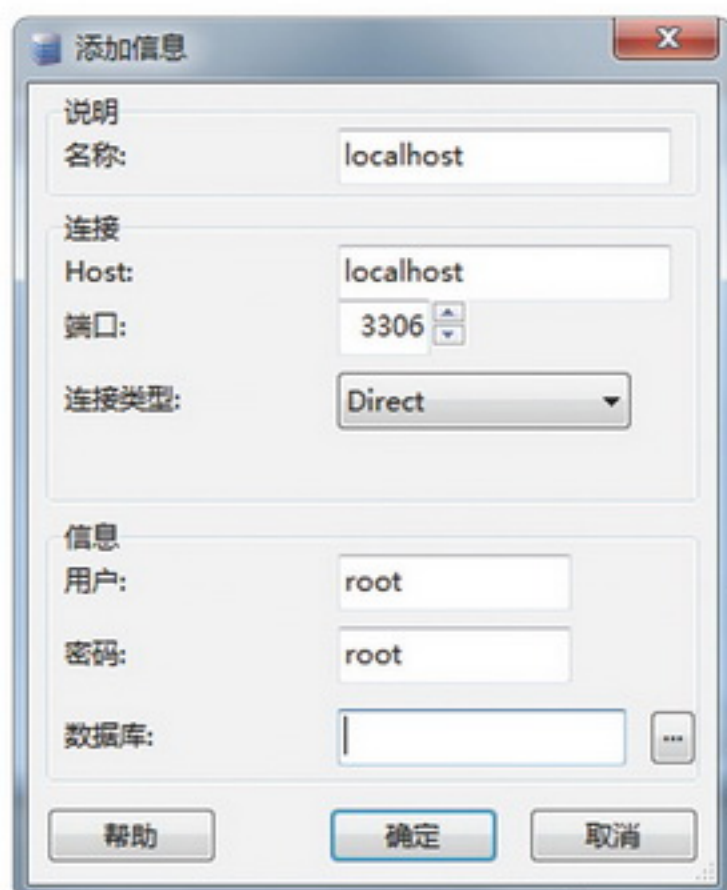 添加信息
说明
名称: localhost
连接
Host: localhost
端口: 3306
连接类型: Direct
信息
用户: root
密码: root
数据库: ...
帮助 确定 取消